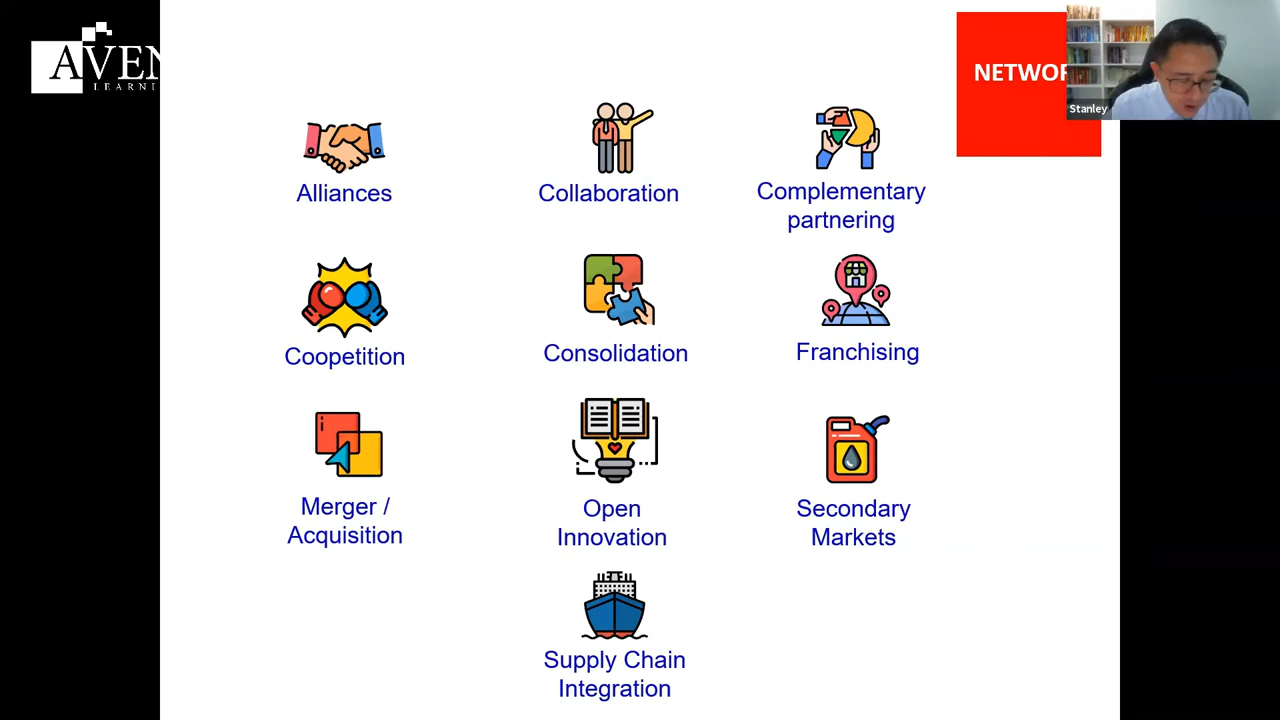 AVEN
LEARNI
NETWOR
Stanley
Alliances
Collaboration
Complementary
partnering
Coopetition
Consolidation
Franchising
Merger /
Acquisition
Open
Innovation
Secondary
Markets
Supply Chain
Integration